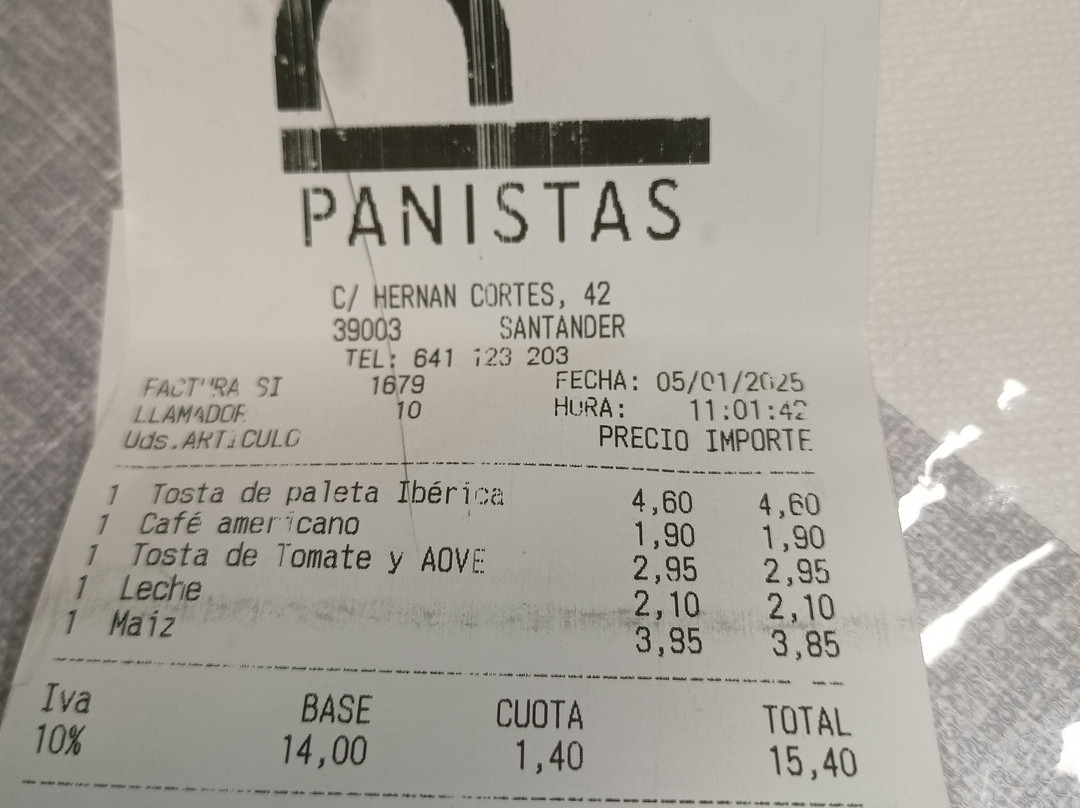 PANISTAS
C/ HERNAN CORTES, 42
39003 SANTANDER
TEL: 641 123 203
FACTURA SI 1679 FECHA: 05/01/2025
LLAMADOR 10 HORA: 11:01:42
Uds.ARTICULO PRECIO IMPORTE
1 Tosta de paleta Ibérica 4,60 4,60
1 Café americano 1,90 1,90
1 Tosta de Tomate y AOVE 2,95 2,95
1 Leche 2,10 2,10
1 Maíz 3,85 3,85
Iva BASE CUOTA TOTAL
10% 14,00 1,40 15,40